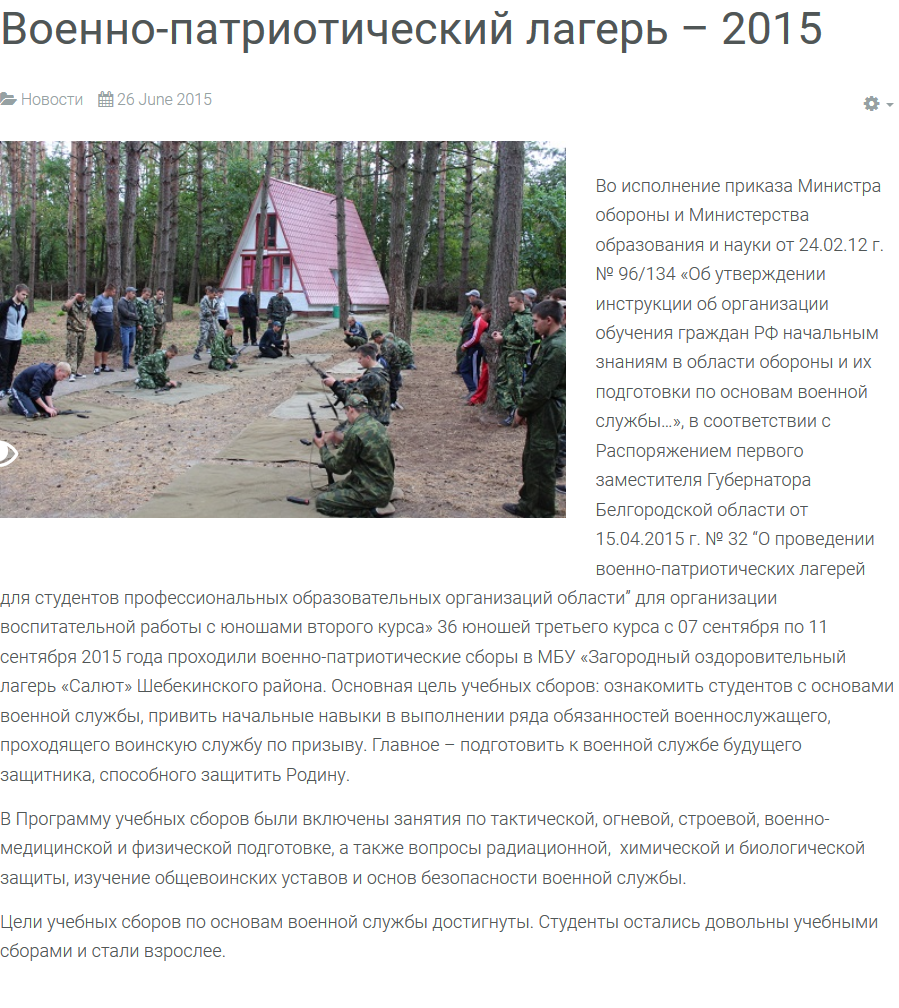 Военно-патриотический лагерь – 2015
Новости 26 June 2015
Во исполнение приказа Министра
обороны и Министерства
образования и науки от 24.02.12 г.
№ 96/134 «Об утверждении
инструкции об организации
обучения граждан РФ начальным
знаниям в области обороны и их
подготовки по основам военной
службы…», в соответствии с
Распоряжением первого
заместителя Губернатора
Белгородской области от
15.04.2015 г. № 32 “О проведении
военно-патриотических лагерей
для студентов профессиональных образовательных организаций области” для организации
воспитательной работы с юношами второго курса» 36 юношей третьего курса с 07 сентября по 11
сентября 2015 года проходили военно-патриотические сборы в МБУ «Загородный оздоровительный
лагерь «Салют» Шебекинского района. Основная цель учебных сборов: ознакомить студентов с основами
военной службы, привить начальные навыки в выполнении ряда обязанностей военнослужащего,
проходящего воинскую службу по призыву. Главное – подготовить к военной службе будущего
защитника, способного защитить Родину.
В Программу учебных сборов были включены занятия по тактической, огневой, строевой, военно-
медицинской и физической подготовке, а также вопросы радиационной,  химической и биологической
защиты, изучение общевоинских уставов и основ безопасности военной службы.
Цели учебных сборов по основам военной службы достигнуты. Студенты остались довольны учебными
сборами и стали взрослее.